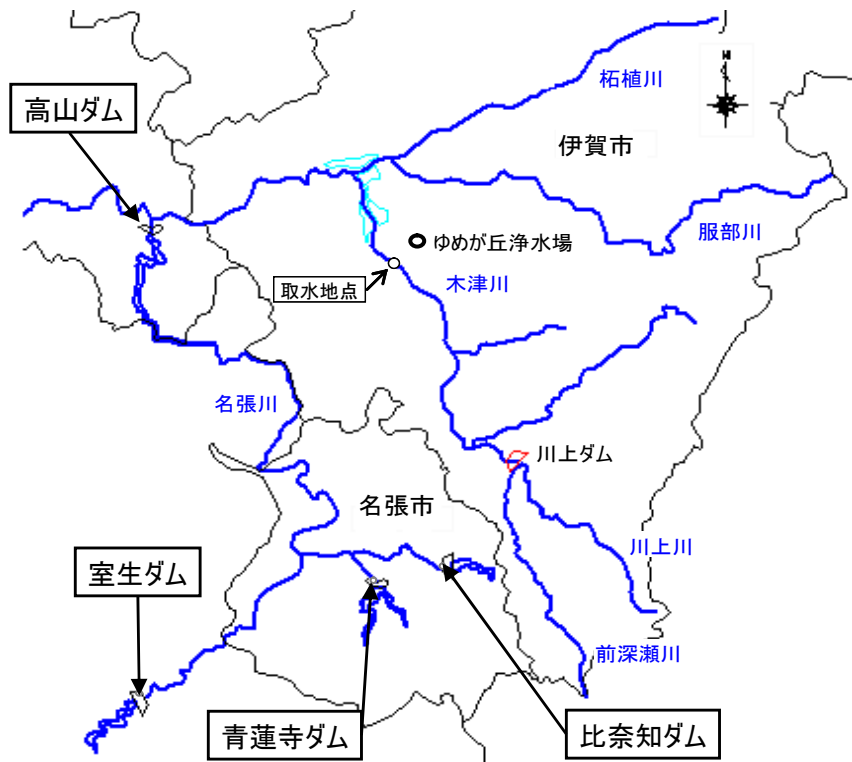 N
柘植川
高山ダム
伊賀市
服部川
ゆめが丘浄水場
木津川
取水地点
名張川
川上ダム
名張市
川上川
室生ダム
前深瀬川
青蓮寺ダム
比奈知ダム